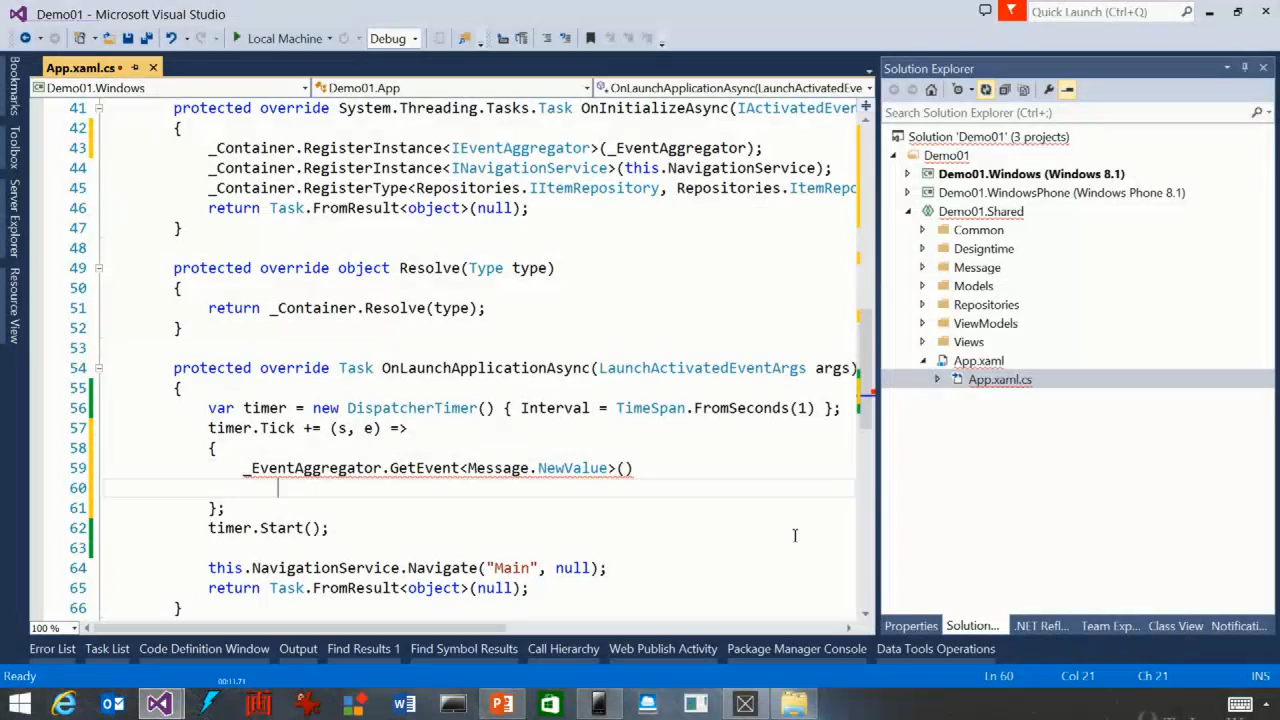 Demo01 - Microsoft Visual Studio
Quick Launch (Ctrl+Q)
Local Machine
Debug
App.xaml.cs
Solution Explorer
Demo01.Windows
Demo01.App
OnLaunchApplicationAsync(LaunchActivatedEve
Search Solution Explorer (Ctrl+;)
Bookmarks
Toolbox
Server Explorer
Resource View
41 protected override System.Threading.Tasks.Task OnInitializeAsync(IActivatedEven
42 {
43 _Container.RegisterInstance<IEventAggregator>(_EventAggregator);
44 _Container.RegisterInstance<INavigationService>(this.NavigationService);
45 _Container.RegisterType<Repositories.IItemRepository, Repositories.ItemRepo
46 return Task.FromResult<object>(null);
47 }
48
49 protected override object Resolve(Type type)
50 {
51 return _Container.Resolve(type);
52 }
53
54 protected override Task OnLaunchApplicationAsync(LaunchActivatedEventArgs args)
55 {
56 var timer = new DispatcherTimer() { Interval = TimeSpan.FromSeconds(1) };
57 timer.Tick += (s, e) =>
58 {
59 _EventAggregator.GetEvent<Message.NewValue>()
60
61 };
62 timer.Start();
63
64 this.NavigationService.Navigate("Main", null);
65 return Task.FromResult<object>(null);
66 }
Solution 'Demo01' (3 projects)
Demo01
Demo01.Windows (Windows 8.1)
Demo01.WindowsPhone (Windows Phone 8.1)
Demo01.Shared
Common
Designtime
Message
Models
Repositories
ViewModels
Views
App.xaml
App.xaml.cs
100 %
Properties
Solution...
.NET Refl...
Team Exp...
Class View
Notificati...
Error List
Task List
Code Definition Window
Output
Find Results 1
Find Symbol Results
Call Hierarchy
Web Publish Activity
Package Manager Console
Data Tools Operations
Ready
00:11.71
Ln 60
Col 21
Ch 21
INS